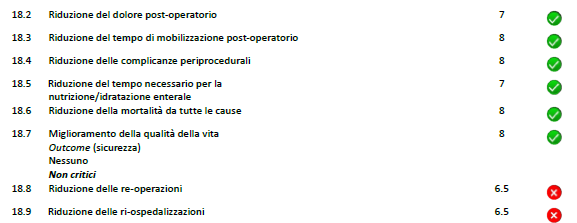 18.2 Riduzione del dolore post-operatorio 7
18.3 Riduzione del tempo di mobilizzazione post-operatorio 8
18.4 Riduzione delle complicanze periprocedurali 8
18.5 Riduzione del tempo necessario per la 7
nutrizione/idratazione enterale
18.6 Riduzione della mortalità da tutte le cause 8
18.7 Miglioramento della qualità della vita 8
Outcome (sicurezza)
Nessuno
Non critici
18.8 Riduzione delle re-operazioni 6.5
18.9 Riduzione delle ri-ospedalizzazioni 6.5